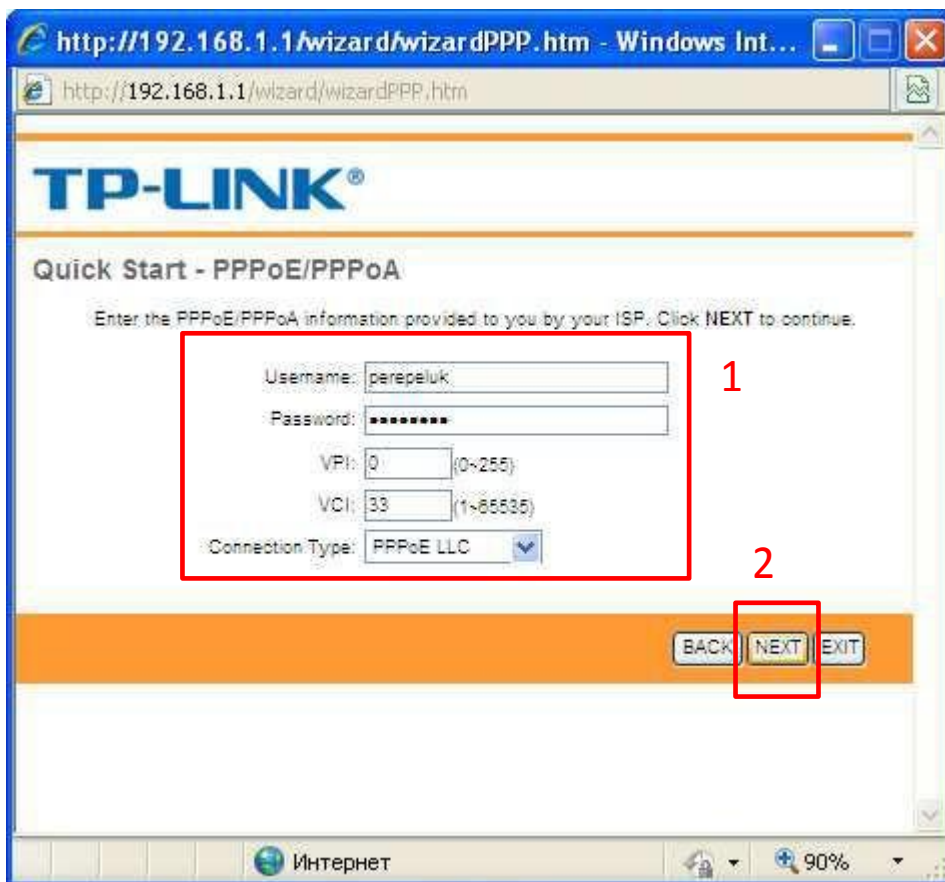 http://192.168.1.1/wizard/wizardPPP.htm - Windows Int...
http://192.168.1.1/wizard/wizardPPP.htm
TP-LINK®
Quick Start - PPPoE/PPPoA
Enter the PPPoE/PPPoA information provided to you by your ISP. Click NEXT to continue.
1
Username: perepeluk
Password: ••••••••
VPI: 0 (0~255)
VCI: 33 (1~65535)
Connection Type: PPPoE LLC
2
BACK NEXT EXIT
Интернет 90%